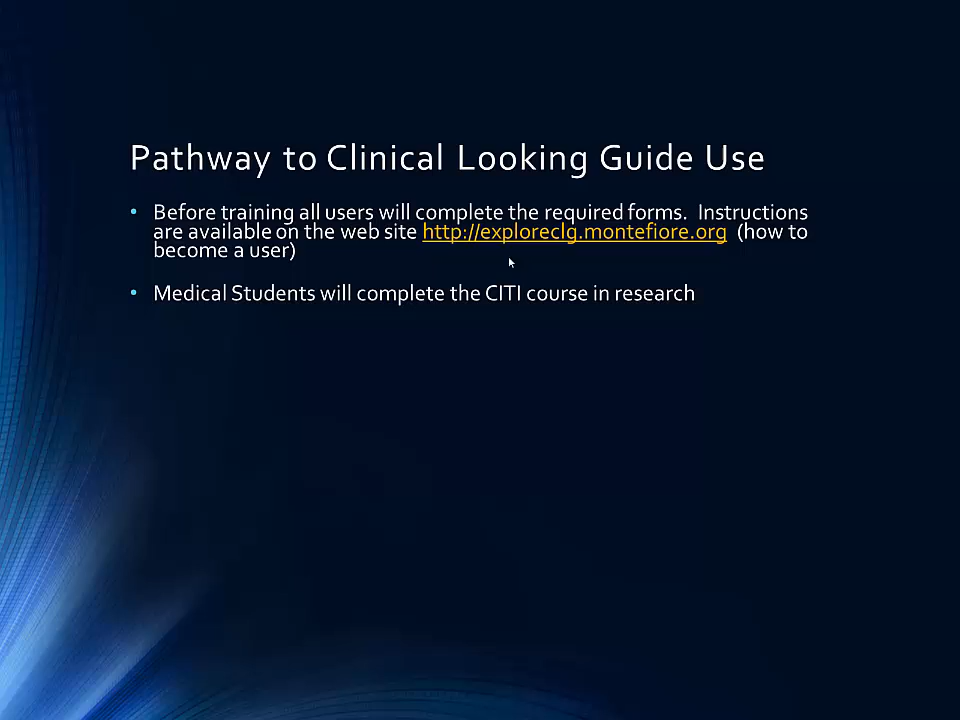 Pathway to Clinical Looking Guide Use
• Before training all users will complete the required forms.  Instructions
are available on the web site http://exploreclg.montefiore.org  (how to
become a user)
• Medical Students will complete the CITI course in research